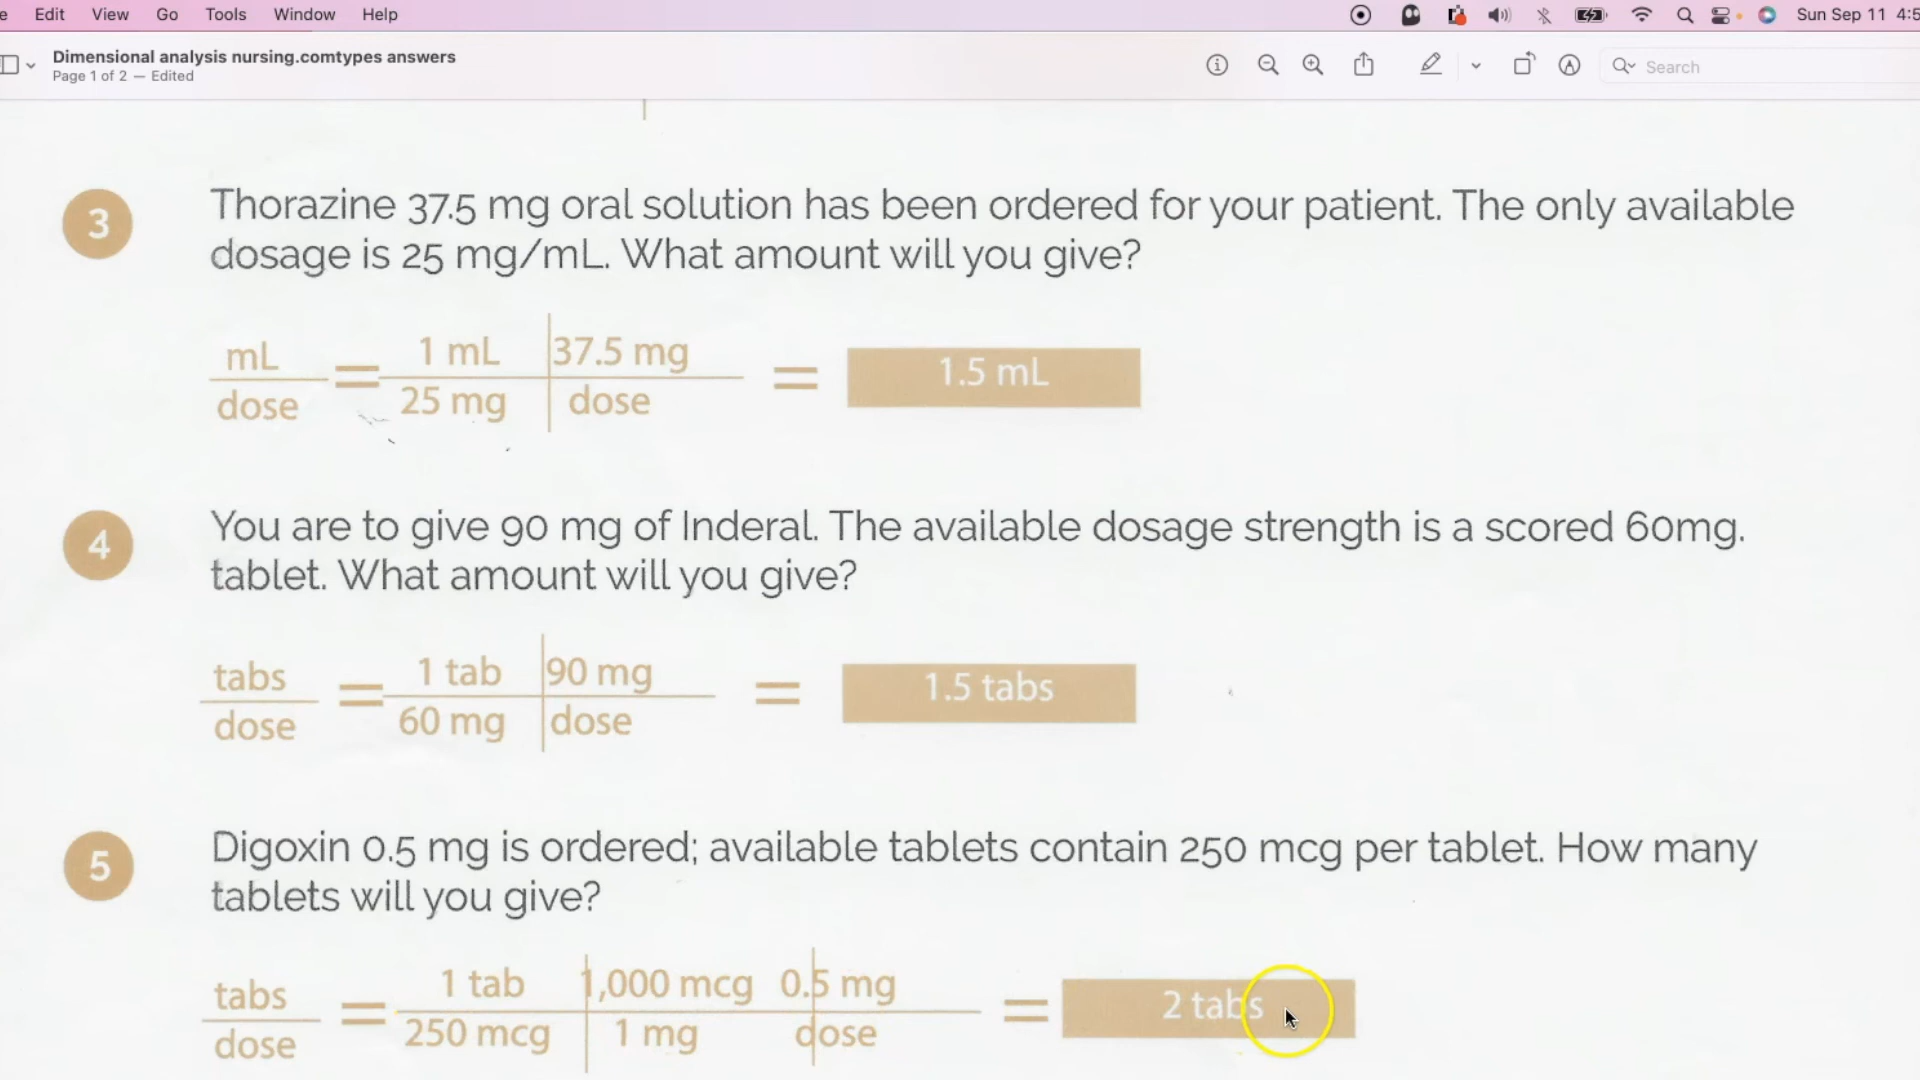 Edit View Go Tools Window Help Sun Sep 11 4:5
Dimensional analysis nursing.comtypes answers
Page 1 of 2 — Edited
Search
3
Thorazine 37.5 mg oral solution has been ordered for your patient. The only available
dosage is 25 mg/mL. What amount will you give?
mL = 1 mL 37.5 mg = 1.5 mL
dose 25 mg dose
4
You are to give 90 mg of Inderal. The available dosage strength is a scored 60mg.
tablet. What amount will you give?
tabs = 1 tab 90 mg = 1.5 tabs
dose 60 mg dose
5
Digoxin 0.5 mg is ordered; available tablets contain 250 mcg per tablet. How many
tablets will you give?
tabs = 1 tab 1,000 mcg 0.5 mg = 2 tabs
dose 250 mcg 1 mg dose